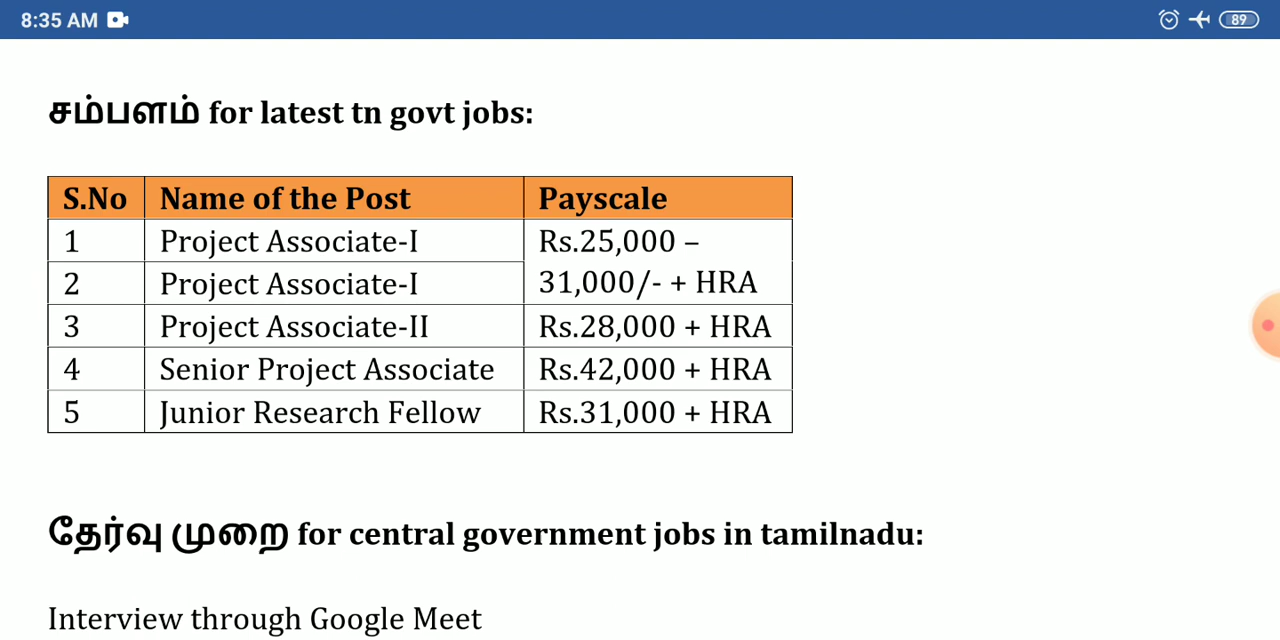 8:35 AM
89
சம்பளம் for latest tn govt jobs:
S.No Name of the Post Payscale
1 Project Associate-I Rs.25,000 –
2 Project Associate-I 31,000/- + HRA
3 Project Associate-II Rs.28,000 + HRA
4 Senior Project Associate Rs.42,000 + HRA
5 Junior Research Fellow Rs.31,000 + HRA
தேர்வு முறை for central government jobs in tamilnadu:
Interview through Google Meet